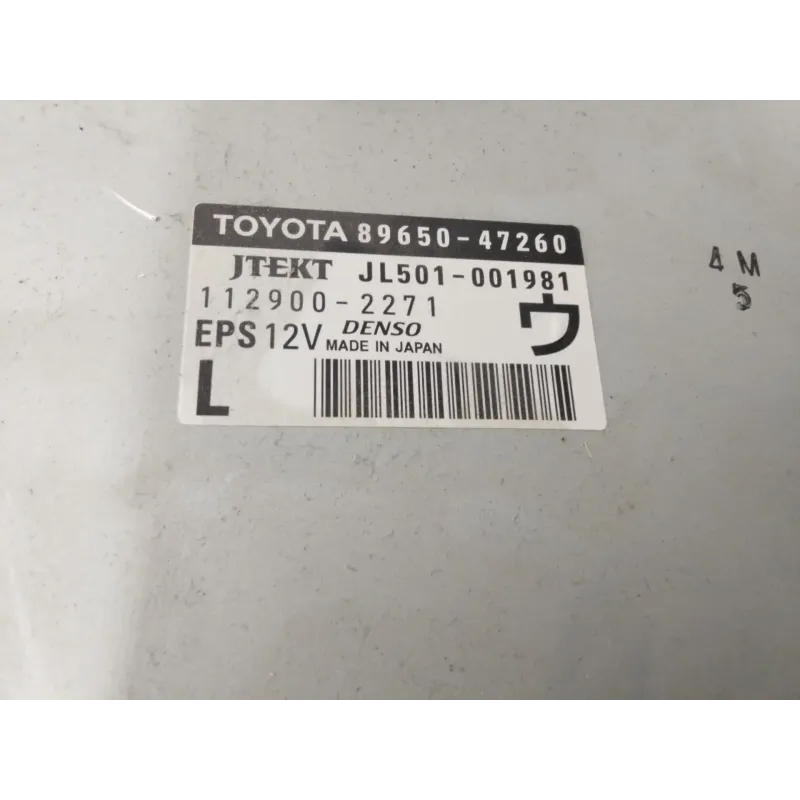 TOYOTA 89650-47260
JTEKT JL501-001981
112900-2271
ウ
EPS 12V DENSO
MADE IN JAPAN
L
4 M
5